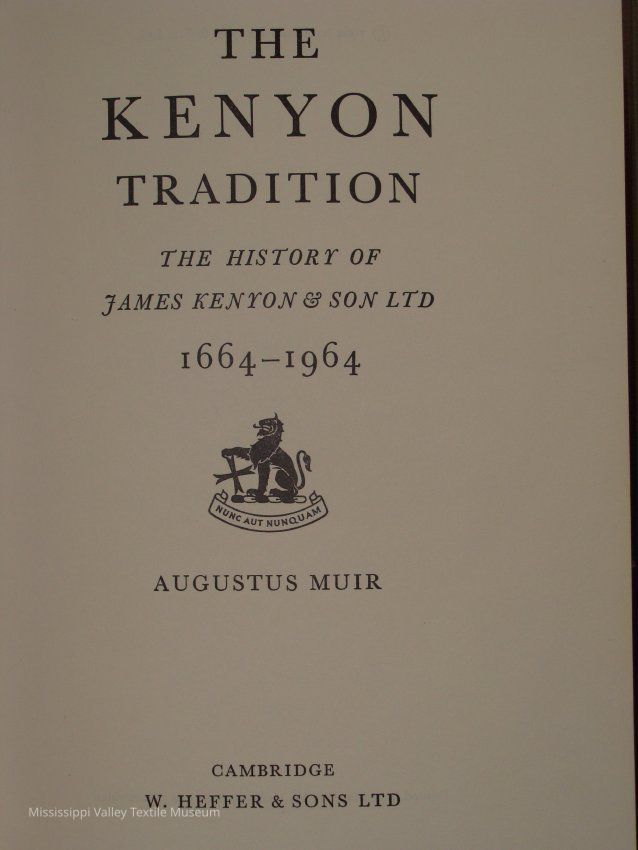 THE
KENYON
TRADITION
THE HISTORY OF
JAMES KENYON & SON LTD
1664–1964
NUNC AUT NUNQUAM
AUGUSTUS MUIR
CAMBRIDGE
W. HEFFER & SONS LTD
Mississippi Valley Textile Museum